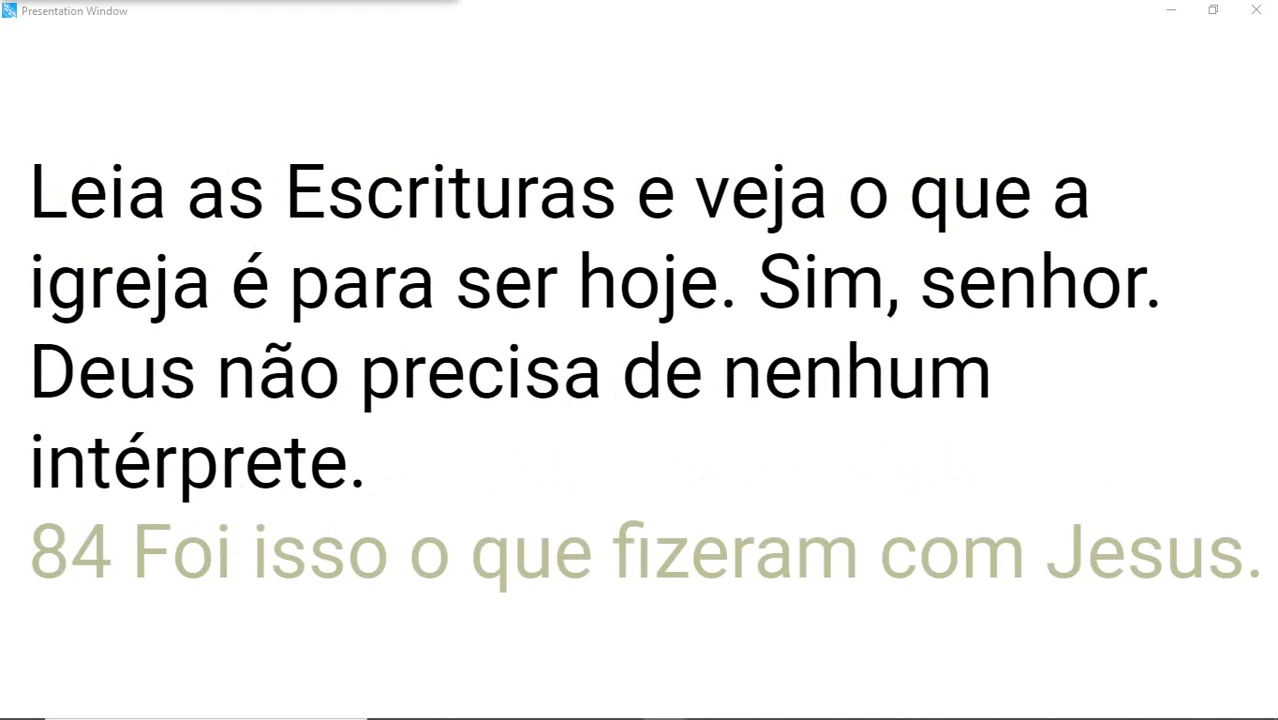 Presentation Window
Leia as Escrituras e veja o que a
igreja é para ser hoje. Sim, senhor.
Deus não precisa de nenhum
intérprete.
84 Foi isso o que fizeram com Jesus.